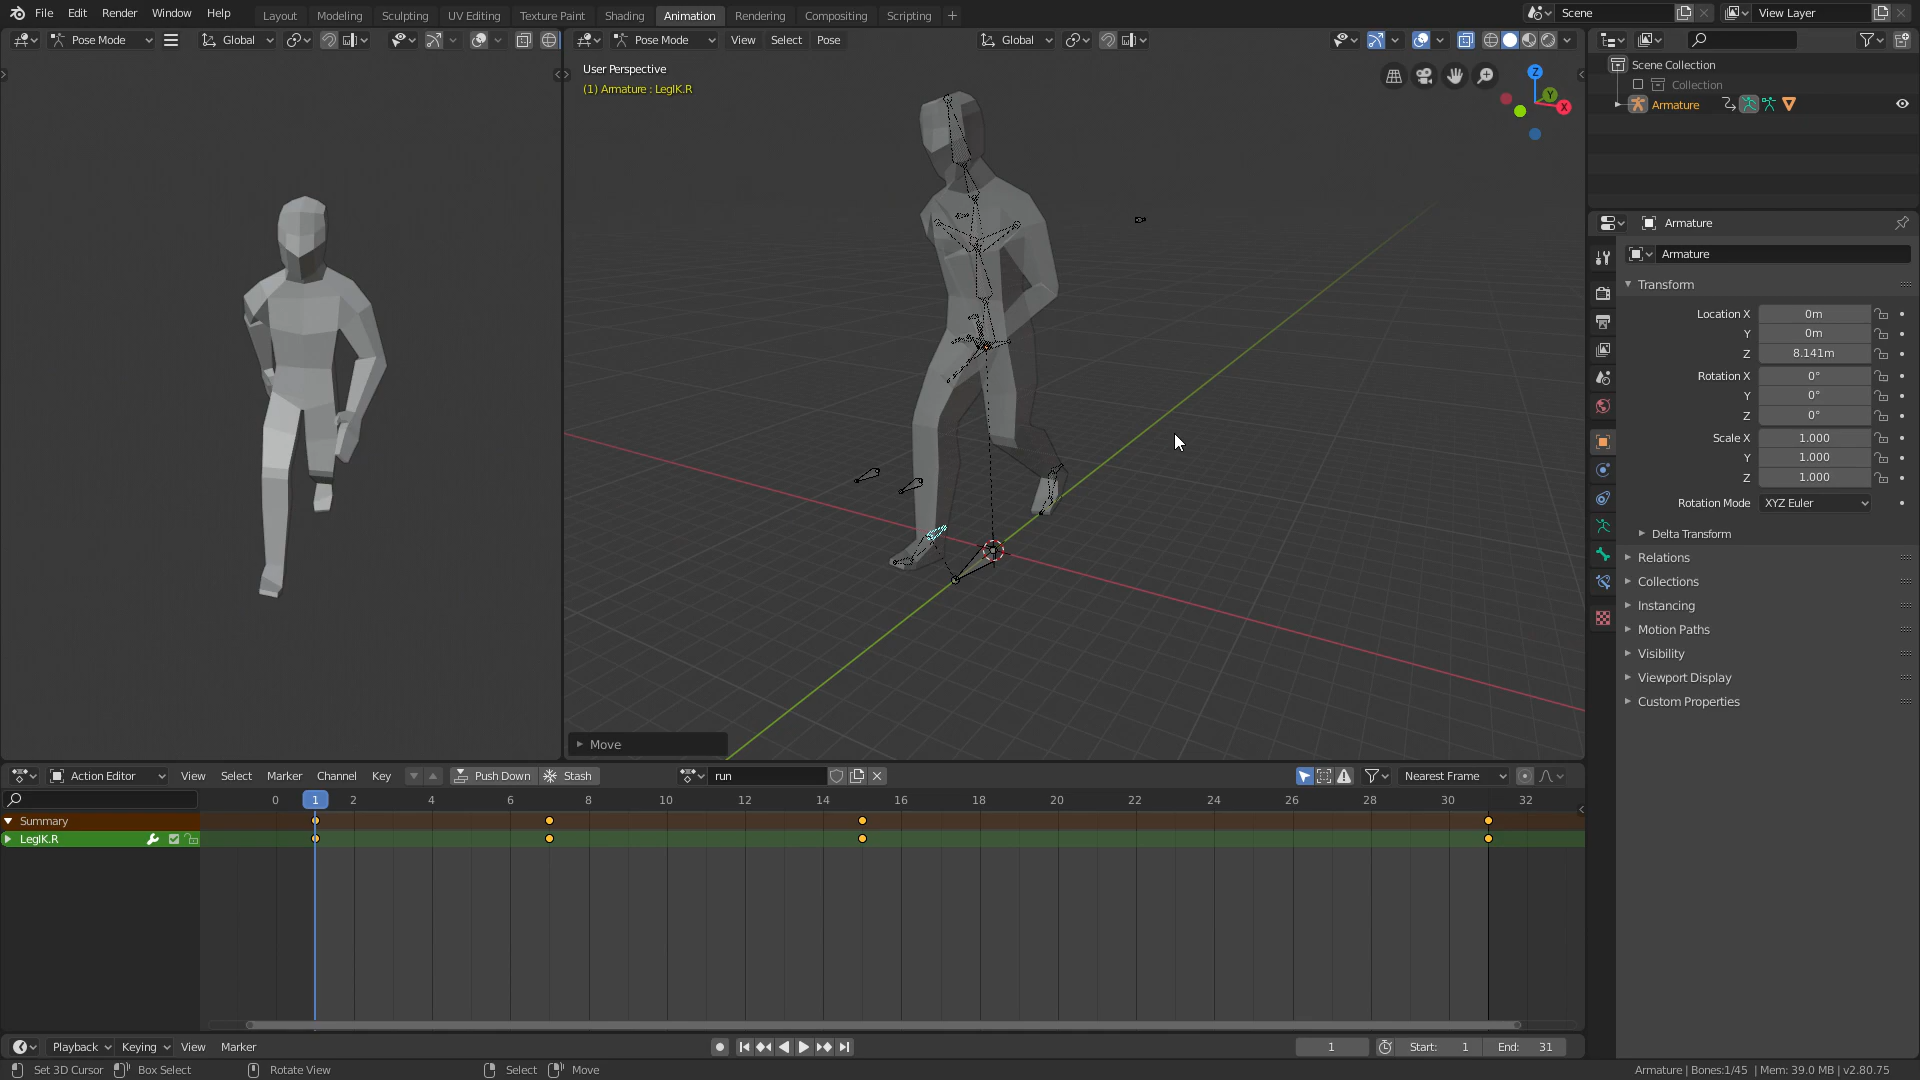 File Edit Render Window Help Layout Modeling Sculpting UV Editing Texture Paint Shading Animation Rendering Compositing Scripting + Scene View Layer
Pose Mode Global
Pose Mode View Select Pose Global
User Perspective
(1) Armature : LegIK.R
Z
Y
X
Move
Scene Collection
Collection
Armature
Armature
Armature
Transform
Location X 0m
Y 0m
Z 8.141m
Rotation X 0°
Y 0°
Z 0°
Scale X 1.000
Y 1.000
Z 1.000
Rotation Mode XYZ Euler
Delta Transform
Relations
Collections
Instancing
Motion Paths
Visibility
Viewport Display
Custom Properties
Action Editor View Select Marker Channel Key Push Down Stash run Nearest Frame
0 1 2 4 6 8 10 12 14 16 18 20 22 24 26 28 30 32
Summary
LegIK.R
Playback Keying View Marker 1 Start: 1 End: 31
Set 3D Cursor Box Select Rotate View Select Move Armature | Bones:1/45 | Mem: 39.0 MB | v2.80.75